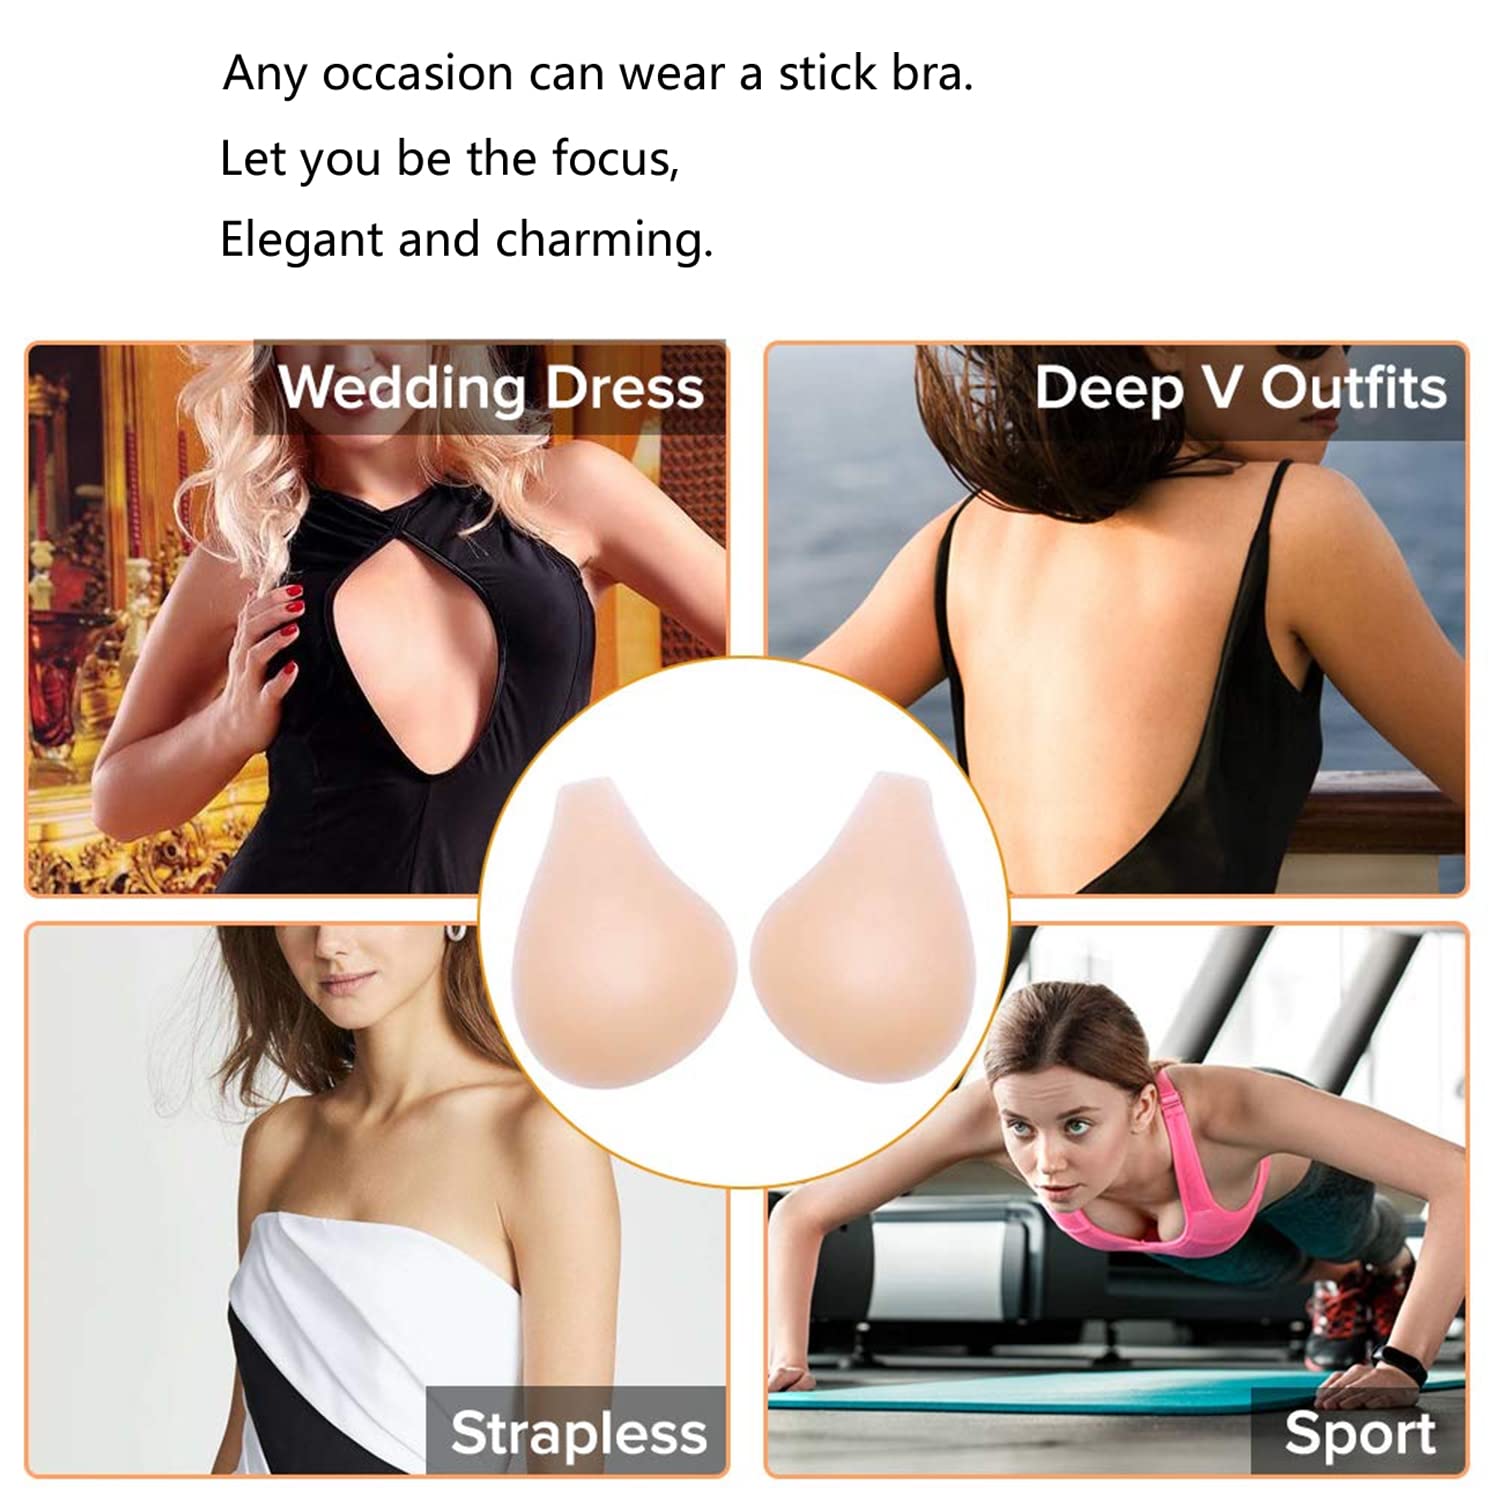 Any occasion can wear a stick bra.
Let you be the focus,
Elegant and charming.
Wedding Dress
Deep V Outfits
Strapless
Sport